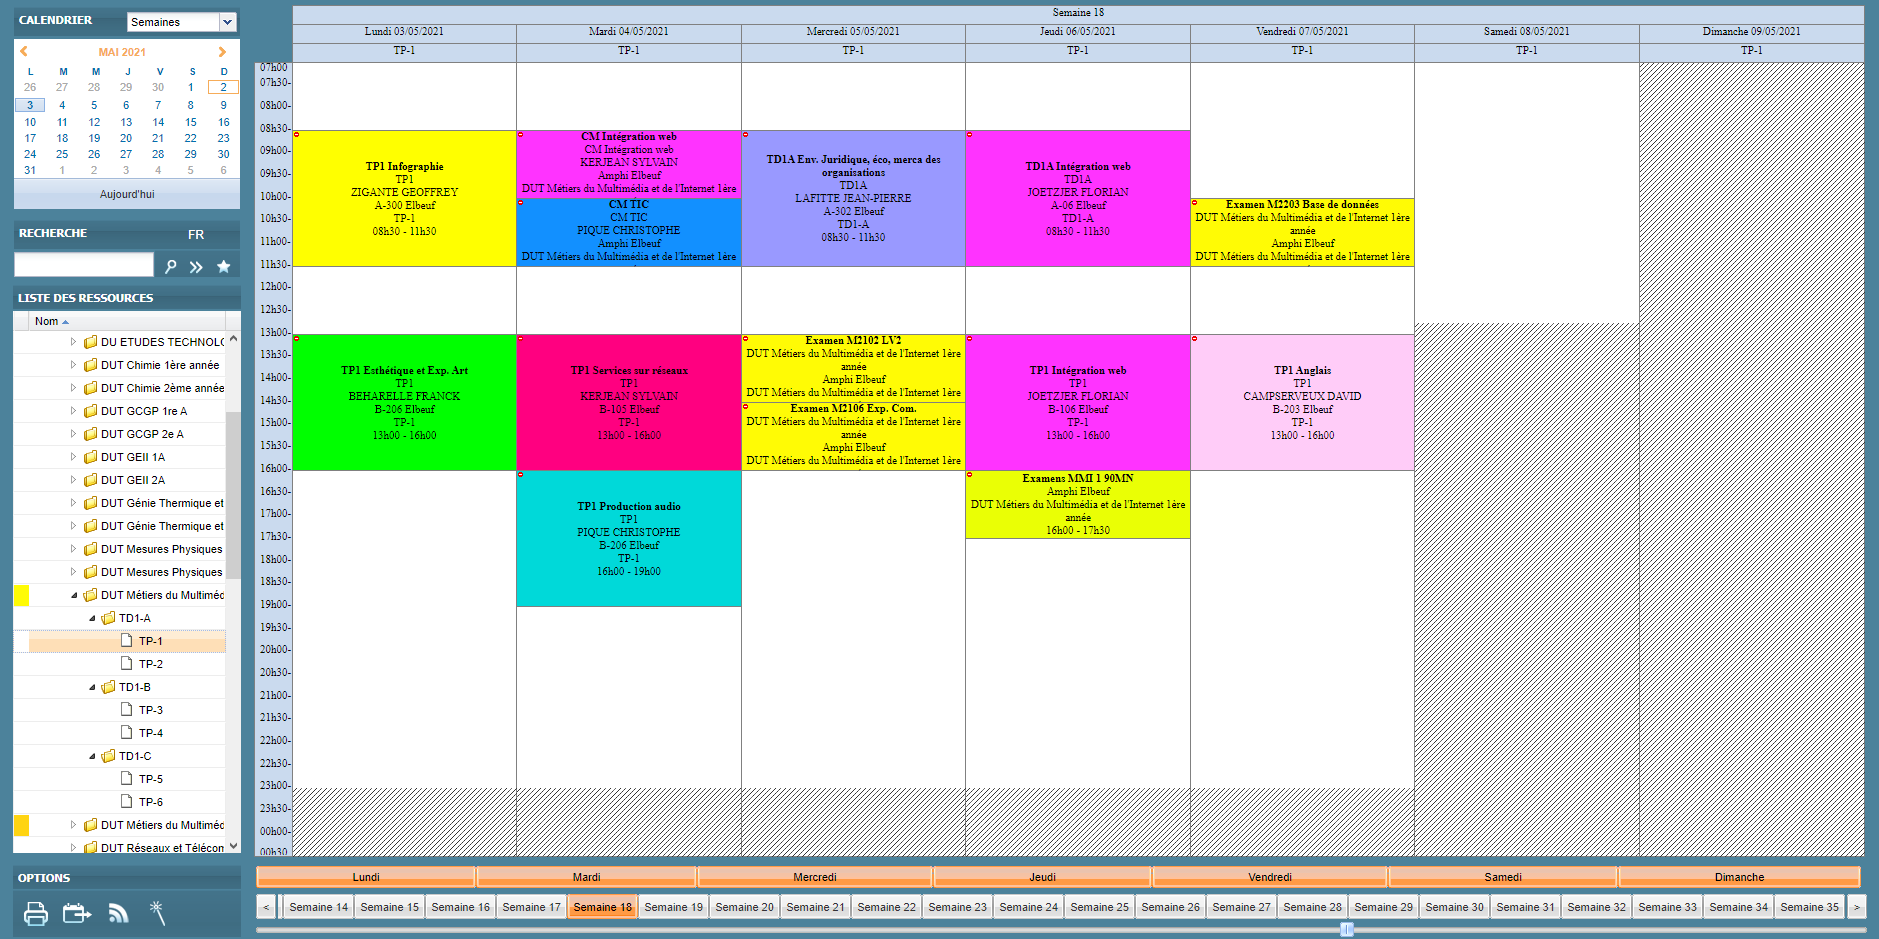 CALENDRIER
Semaines
MAI 2021
L M M J V S D
26 27 28 29 30 1 2
3 4 5 6 7 8 9
10 11 12 13 14 15 16
17 18 19 20 21 22 23
24 25 26 27 28 29 30
31 1 2 3 4 5 6
Aujourd'hui
RECHERCHE FR
LISTE DES RESSOURCES
Nom
DU ETUDES TECHNOLO
DUT Chimie 1ère année
DUT Chimie 2ème année
DUT GCGP 1re A
DUT GCGP 2e A
DUT GEII 1A
DUT GEII 2A
DUT Génie Thermique et
DUT Génie Thermique et
DUT Mesures Physiques
DUT Mesures Physiques
DUT Métiers du Multiméd
TD1-A
TP-1
TP-2
TD1-B
TP-3
TP-4
TD1-C
TP-5
TP-6
DUT Métiers du Multiméd
DUT Réseaux et Télécom
OPTIONS
Semaine 18
Lundi 03/05/2021 Mardi 04/05/2021 Mercredi 05/05/2021 Jeudi 06/05/2021 Vendredi 07/05/2021 Samedi 08/05/2021 Dimanche 09/05/2021
TP-1 TP-1 TP-1 TP-1 TP-1 TP-1 TP-1
07h00
07h30-
08h00-
08h30-
09h00-
09h30-
10h00-
10h30-
11h00-
11h30-
12h00-
12h30-
13h00-
13h30-
14h00-
14h30-
15h00-
15h30-
16h00-
16h30-
17h00-
17h30-
18h00-
18h30-
19h00-
19h30-
20h00-
20h30-
21h00-
21h30-
22h00-
22h30-
23h00-
23h30-
00h00-
00h30
TP1 Infographie
TP1
ZIGANTE GEOFFREY
A-300 Elbeuf
TP-1
08h30 - 11h30
TP1 Esthétique et Exp. Art
TP1
BEHARELLE FRANCK
B-206 Elbeuf
TP-1
13h00 - 16h00
CM Intégration web
CM Intégration web
KERJEAN SYLVAIN
Amphi Elbeuf
DUT Métiers du Multimédia et de l'Internet 1ère
CM TIC
CM TIC
PIQUE CHRISTOPHE
Amphi Elbeuf
DUT Métiers du Multimédia et de l'Internet 1ère
TP1 Services sur réseaux
TP1
KERJEAN SYLVAIN
B-105 Elbeuf
TP-1
13h00 - 16h00
TP1 Production audio
TP1
PIQUE CHRISTOPHE
B-206 Elbeuf
TP-1
16h00 - 19h00
TD1A Env. Juridique, éco, merca des
organisations
TD1A
LAFITTE JEAN-PIERRE
A-302 Elbeuf
TD1-A
08h30 - 11h30
Examen M2102 LV2
DUT Métiers du Multimédia et de l'Internet 1ère
année
Amphi Elbeuf
DUT Métiers du Multimédia et de l'Internet 1ère
Examen M2106 Exp. Com.
DUT Métiers du Multimédia et de l'Internet 1ère
année
Amphi Elbeuf
DUT Métiers du Multimédia et de l'Internet 1ère
TD1A Intégration web
TD1A
JOETZJER FLORIAN
A-06 Elbeuf
TD1-A
08h30 - 11h30
TP1 Intégration web
TP1
JOETZJER FLORIAN
B-106 Elbeuf
TP-1
13h00 - 16h00
Examens MMI 1 90MN
Amphi Elbeuf
DUT Métiers du Multimédia et de l'Internet 1ère
année
16h00 - 17h30
Examen M2203 Base de données
DUT Métiers du Multimédia et de l'Internet 1ère
année
Amphi Elbeuf
DUT Métiers du Multimédia et de l'Internet 1ère
TP1 Anglais
TP1
CAMPSERVEUX DAVID
B-203 Elbeuf
TP-1
13h00 - 16h00
Lundi Mardi Mercredi Jeudi Vendredi Samedi Dimanche
< Semaine 14 Semaine 15 Semaine 16 Semaine 17 Semaine 18 Semaine 19 Semaine 20 Semaine 21 Semaine 22 Semaine 23 Semaine 24 Semaine 25 Semaine 26 Semaine 27 Semaine 28 Semaine 29 Semaine 30 Semaine 31 Semaine 32 Semaine 33 Semaine 34 Semaine 35 >